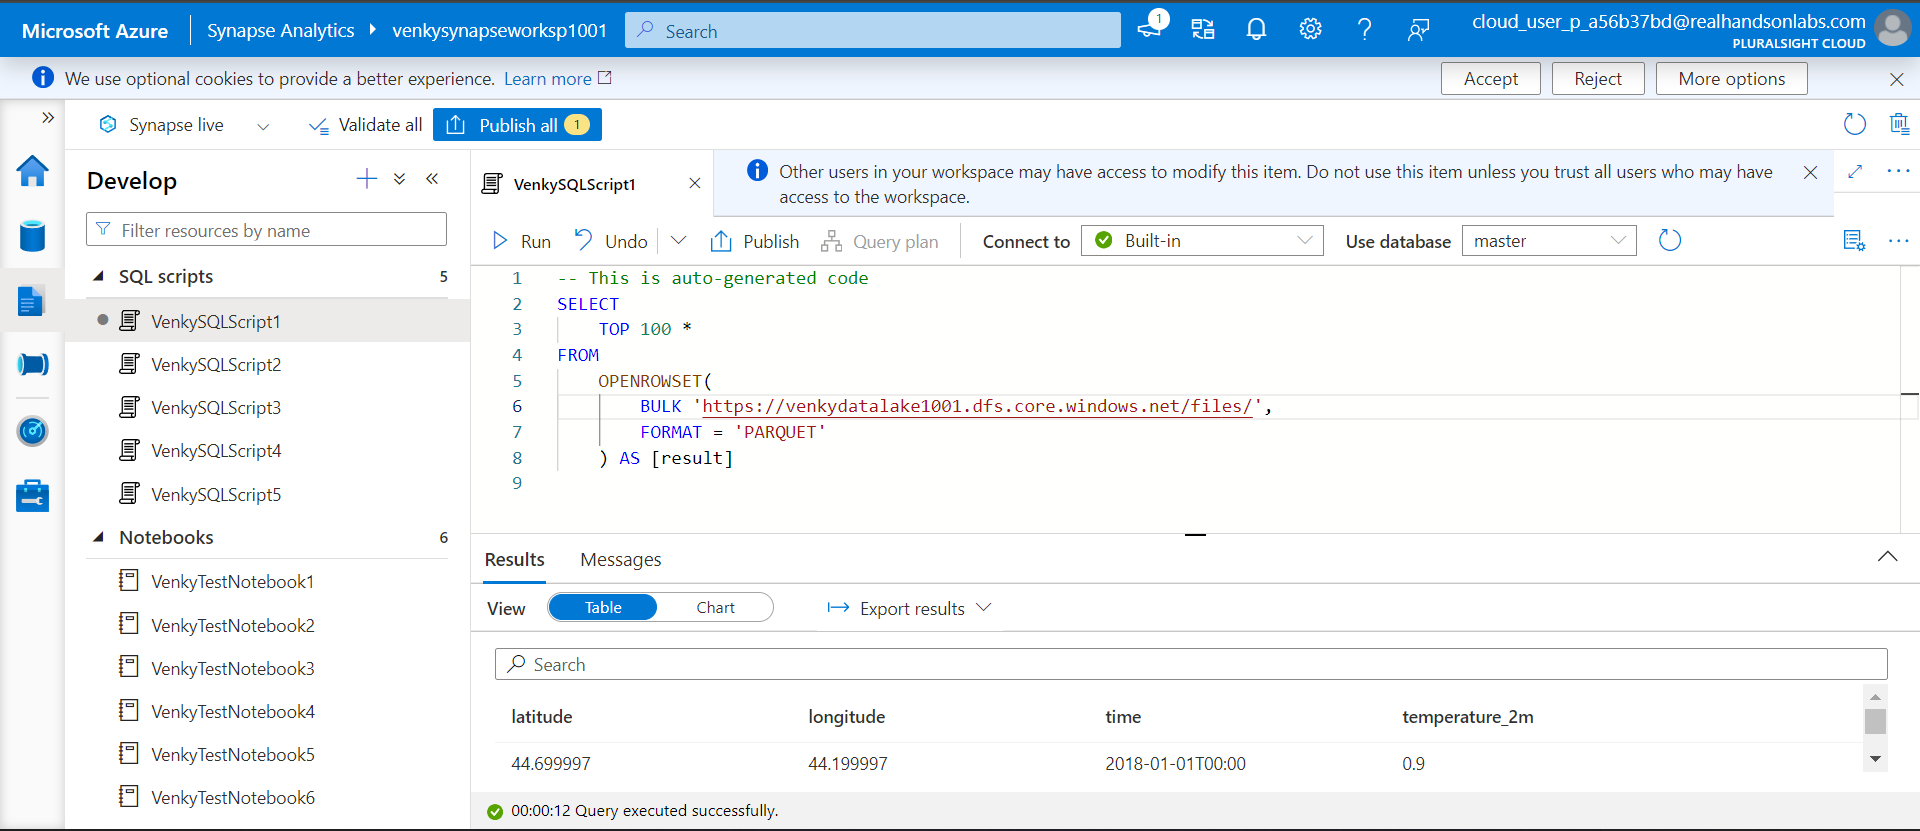 Microsoft Azure
Synapse Analytics
venkysynapseworksp1001
Search
1
cloud_user_p_a56b37bd@realhandsonlabs.com
PLURALSIGHT CLOUD
We use optional cookies to provide a better experience. Learn more
Accept
Reject
More options
Synapse live
Validate all
Publish all 1
Develop
Filter resources by name
SQL scripts 5
VenkySQLScript1
VenkySQLScript2
VenkySQLScript3
VenkySQLScript4
VenkySQLScript5
Notebooks 6
VenkyTestNotebook1
VenkyTestNotebook2
VenkyTestNotebook3
VenkyTestNotebook4
VenkyTestNotebook5
VenkyTestNotebook6
VenkySQLScript1
Other users in your workspace may have access to modify this item. Do not use this item unless you trust all users who may have
access to the workspace.
Run
Undo
Publish
Query plan
Connect to
Built-in
Use database
master
1 -- This is auto-generated code
2 SELECT
3 TOP 100 *
4 FROM
5 OPENROWSET(
6 BULK 'https://venkydatalake1001.dfs.core.windows.net/files/',
7 FORMAT = 'PARQUET'
8 ) AS [result]
9
Results
Messages
View
Table
Chart
Export results
Search
latitude longitude time temperature_2m
44.699997 44.199997 2018-01-01T00:00 0.9
00:00:12 Query executed successfully.